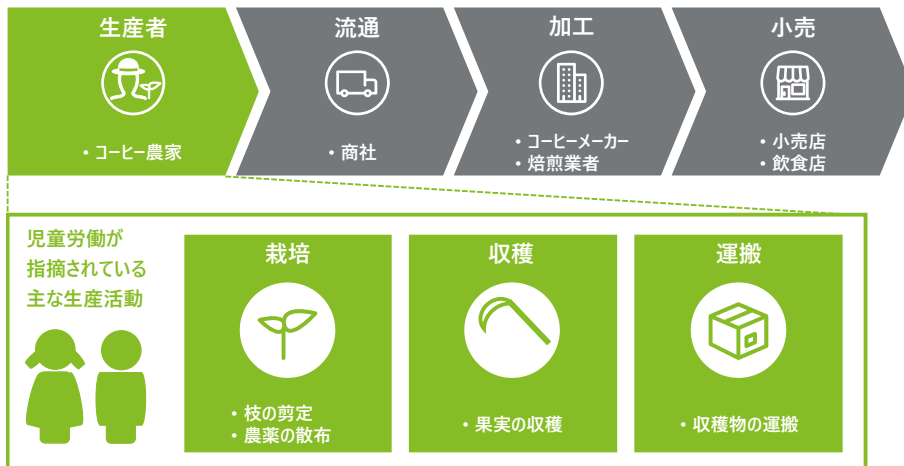 生産者
・コーヒー農家
流通
・商社
加工
・コーヒーメーカー
・焙煎業者
小売
・小売店
・飲食店
児童労働が
指摘されている
主な生産活動
栽培
・枝の剪定
・農薬の散布
収穫
・果実の収穫
運搬
・収穫物の運搬